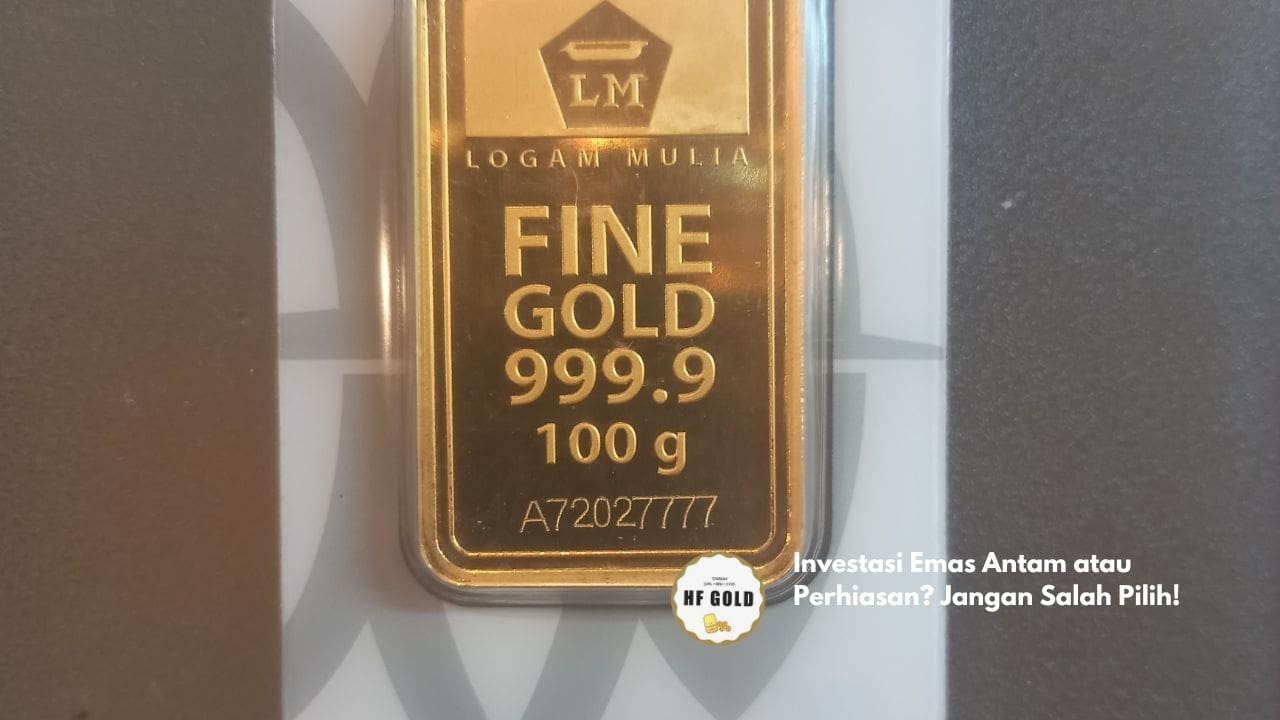 LM
LOGAM MULIA
FINE
GOLD
999.9
100 g
A72027777
HF GOLD
Investasi Emas Antam atau
Perhiasan? Jangan Salah Pilih!